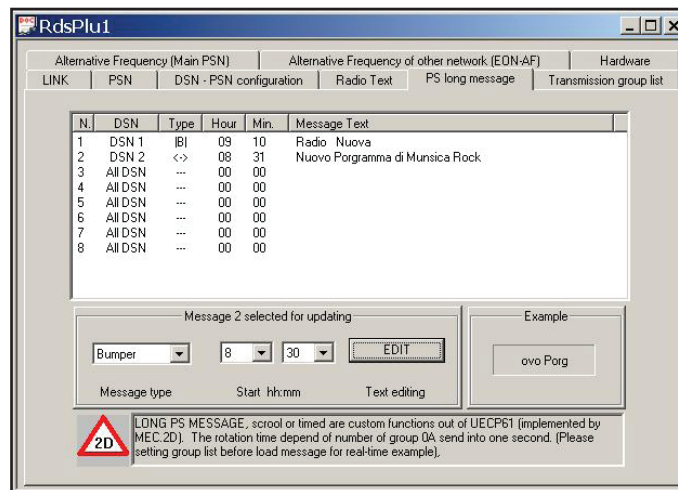 RdsPlu1
Alternative Frequency (Main PSN) Alternative Frequency of other network (EON-AF) Hardware
LINK PSN DSN - PSN configuration Radio Text PS long message Transmission group list
N. DSN Type Hour Min. Message Text
1 DSN 1 |B| 09 10 Radio Nuova
2 DSN 2 <-> 08 31 Nuovo Porgramma di Munsica Rock
3 All DSN --- 00 00
4 All DSN --- 00 00
5 All DSN --- 00 00
6 All DSN --- 00 00
7 All DSN --- 00 00
8 All DSN --- 00 00
Message 2 selected for updating Example
Bumper 8 30 EDIT ovo Porg
Message type Start hh:mm Text editing
LONG PS MESSAGE, scrool or timed are custom functions out of UECP61 (implemented by
2D MEC.2D). The rotation time depend of number of group 0A send into one second. (Please
setting group list before load message for real-time example),